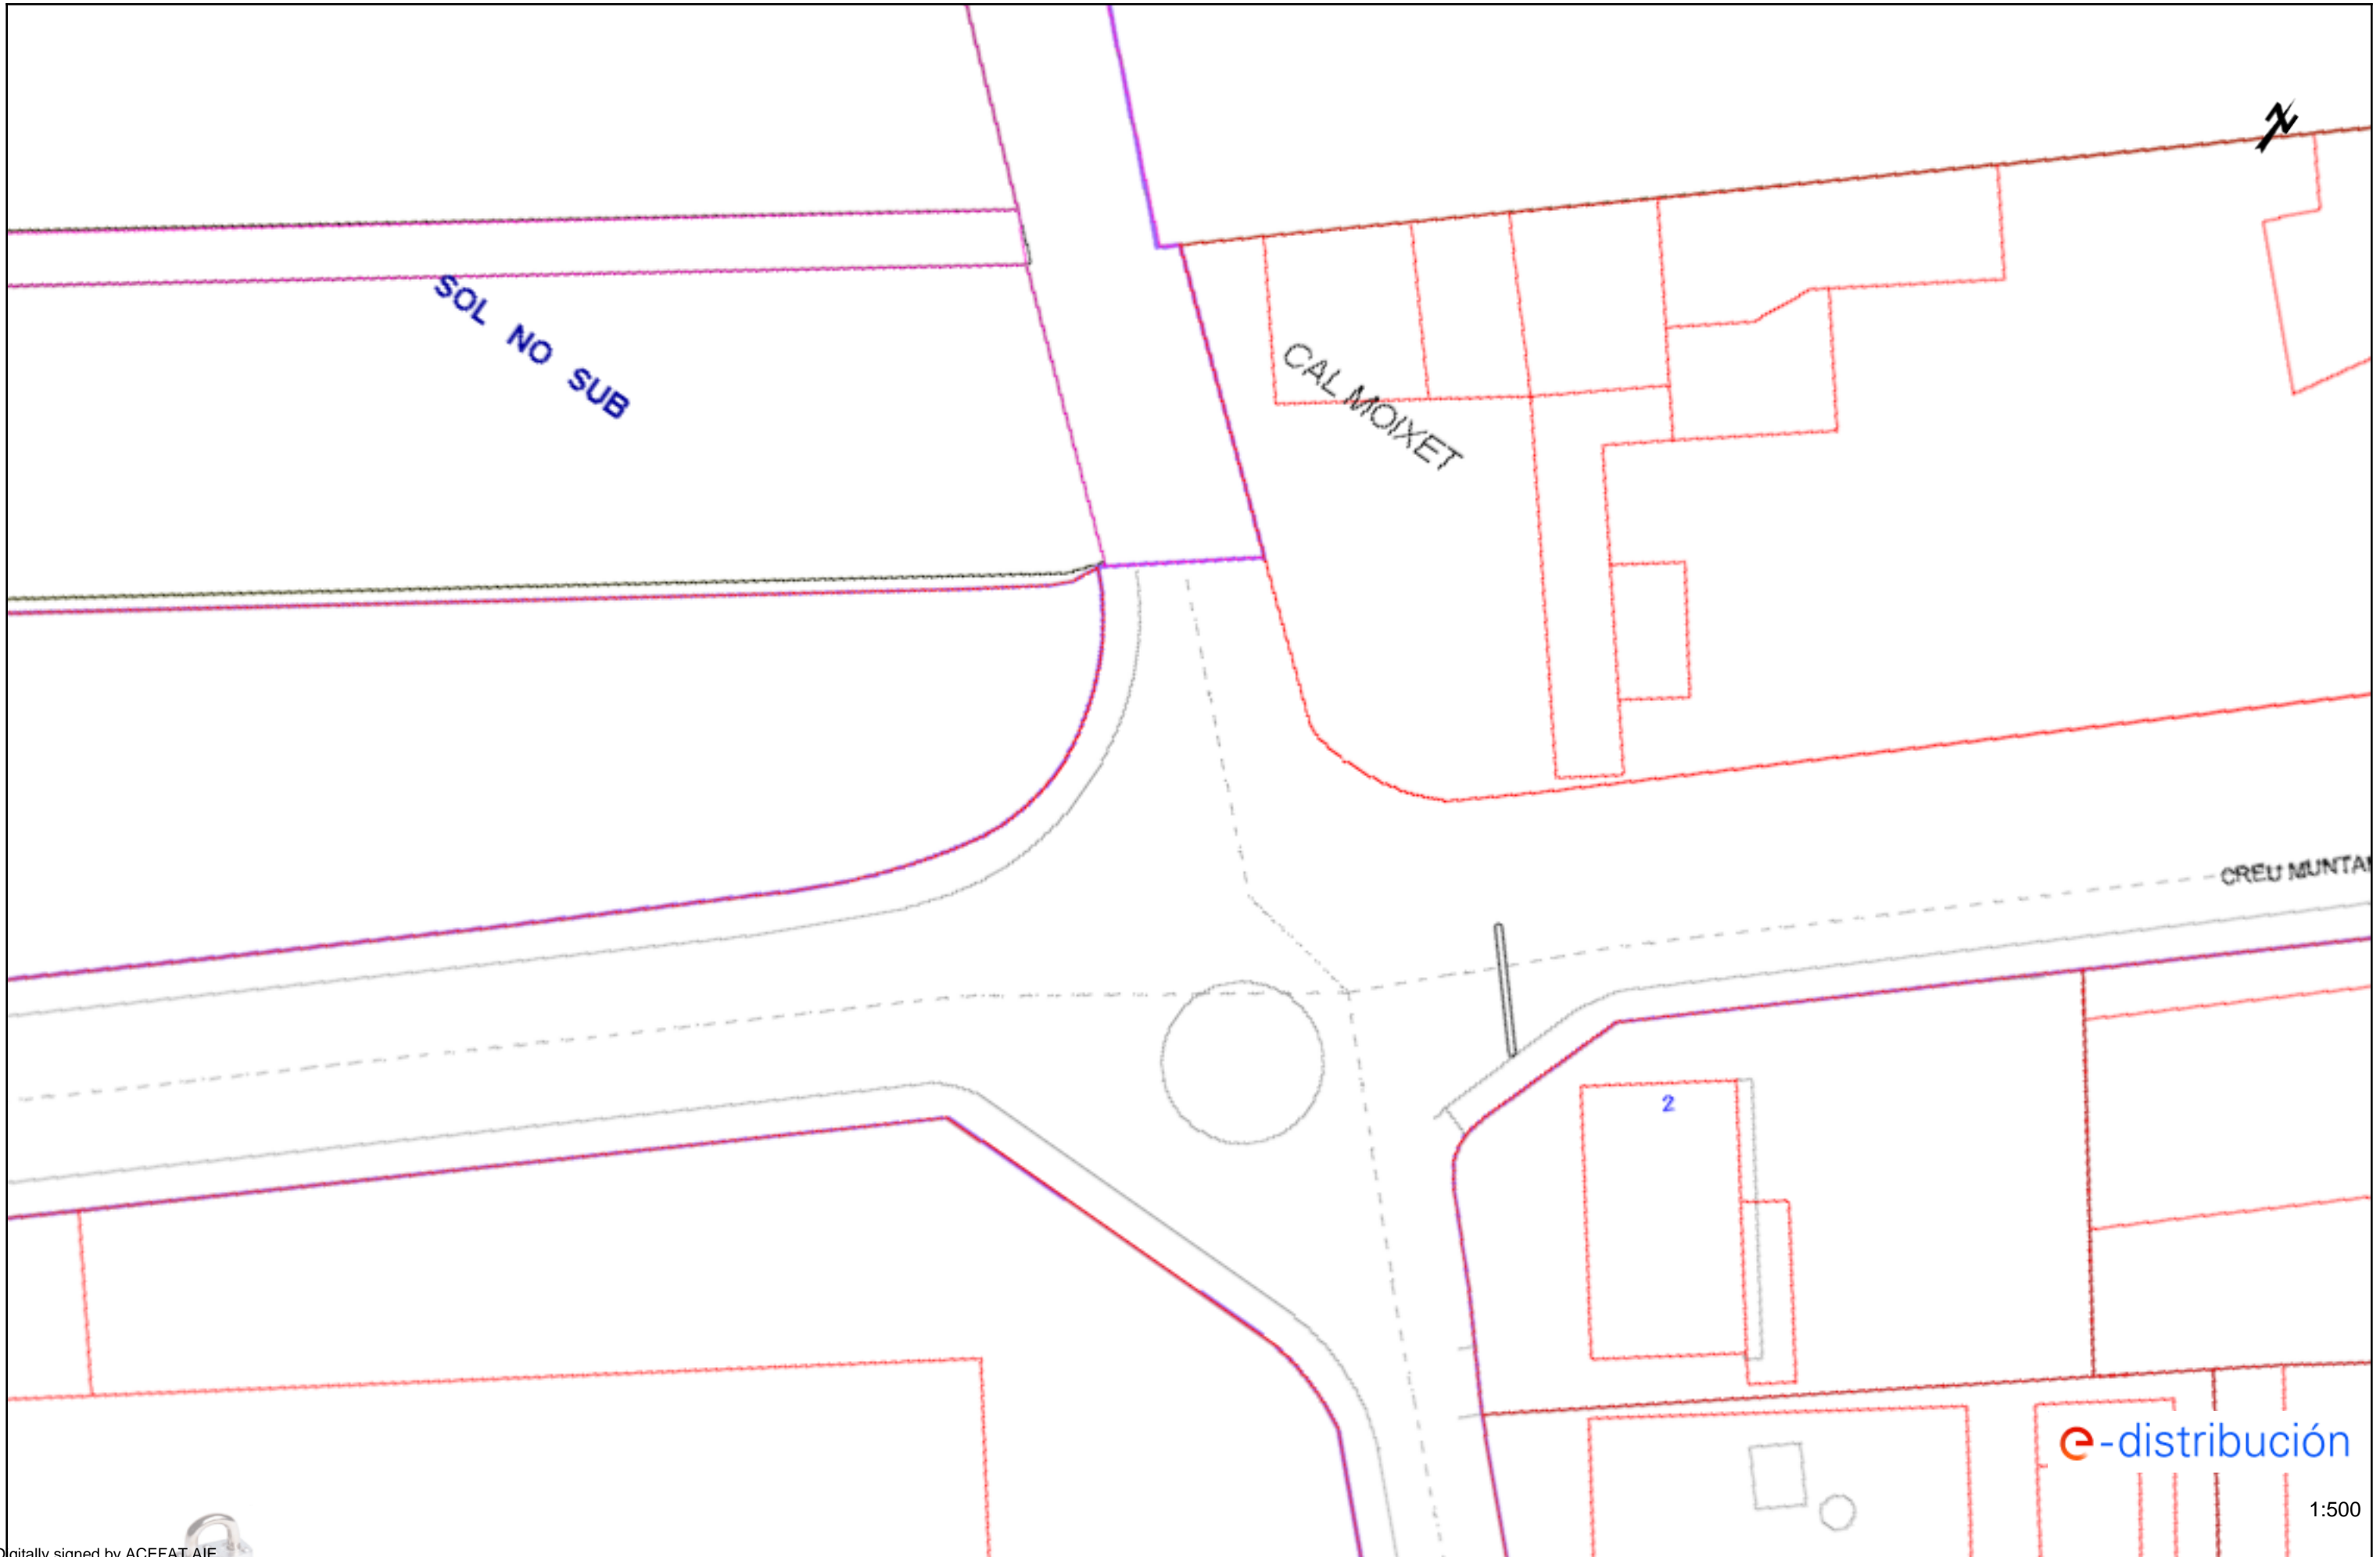 SOL NO SUB
CAL MOIXET
CREU MUNTA
2
e-distribución
1:500
Digitally signed by ACEFAT AIE